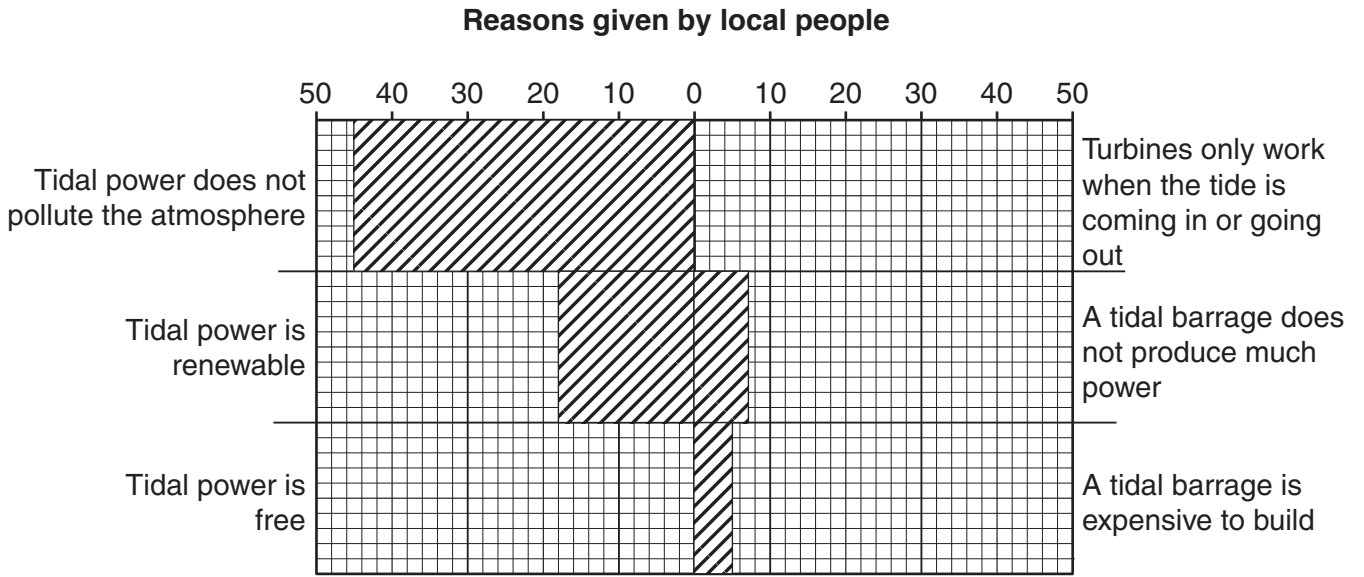 Reasons given by local people
50 40 30 20 10 0 10 20 30 40 50
Tidal power does not
pollute the atmosphere
Turbines only work
when the tide is
coming in or going
out
Tidal power is
renewable
A tidal barrage does
not produce much
power
Tidal power is
free
A tidal barrage is
expensive to build